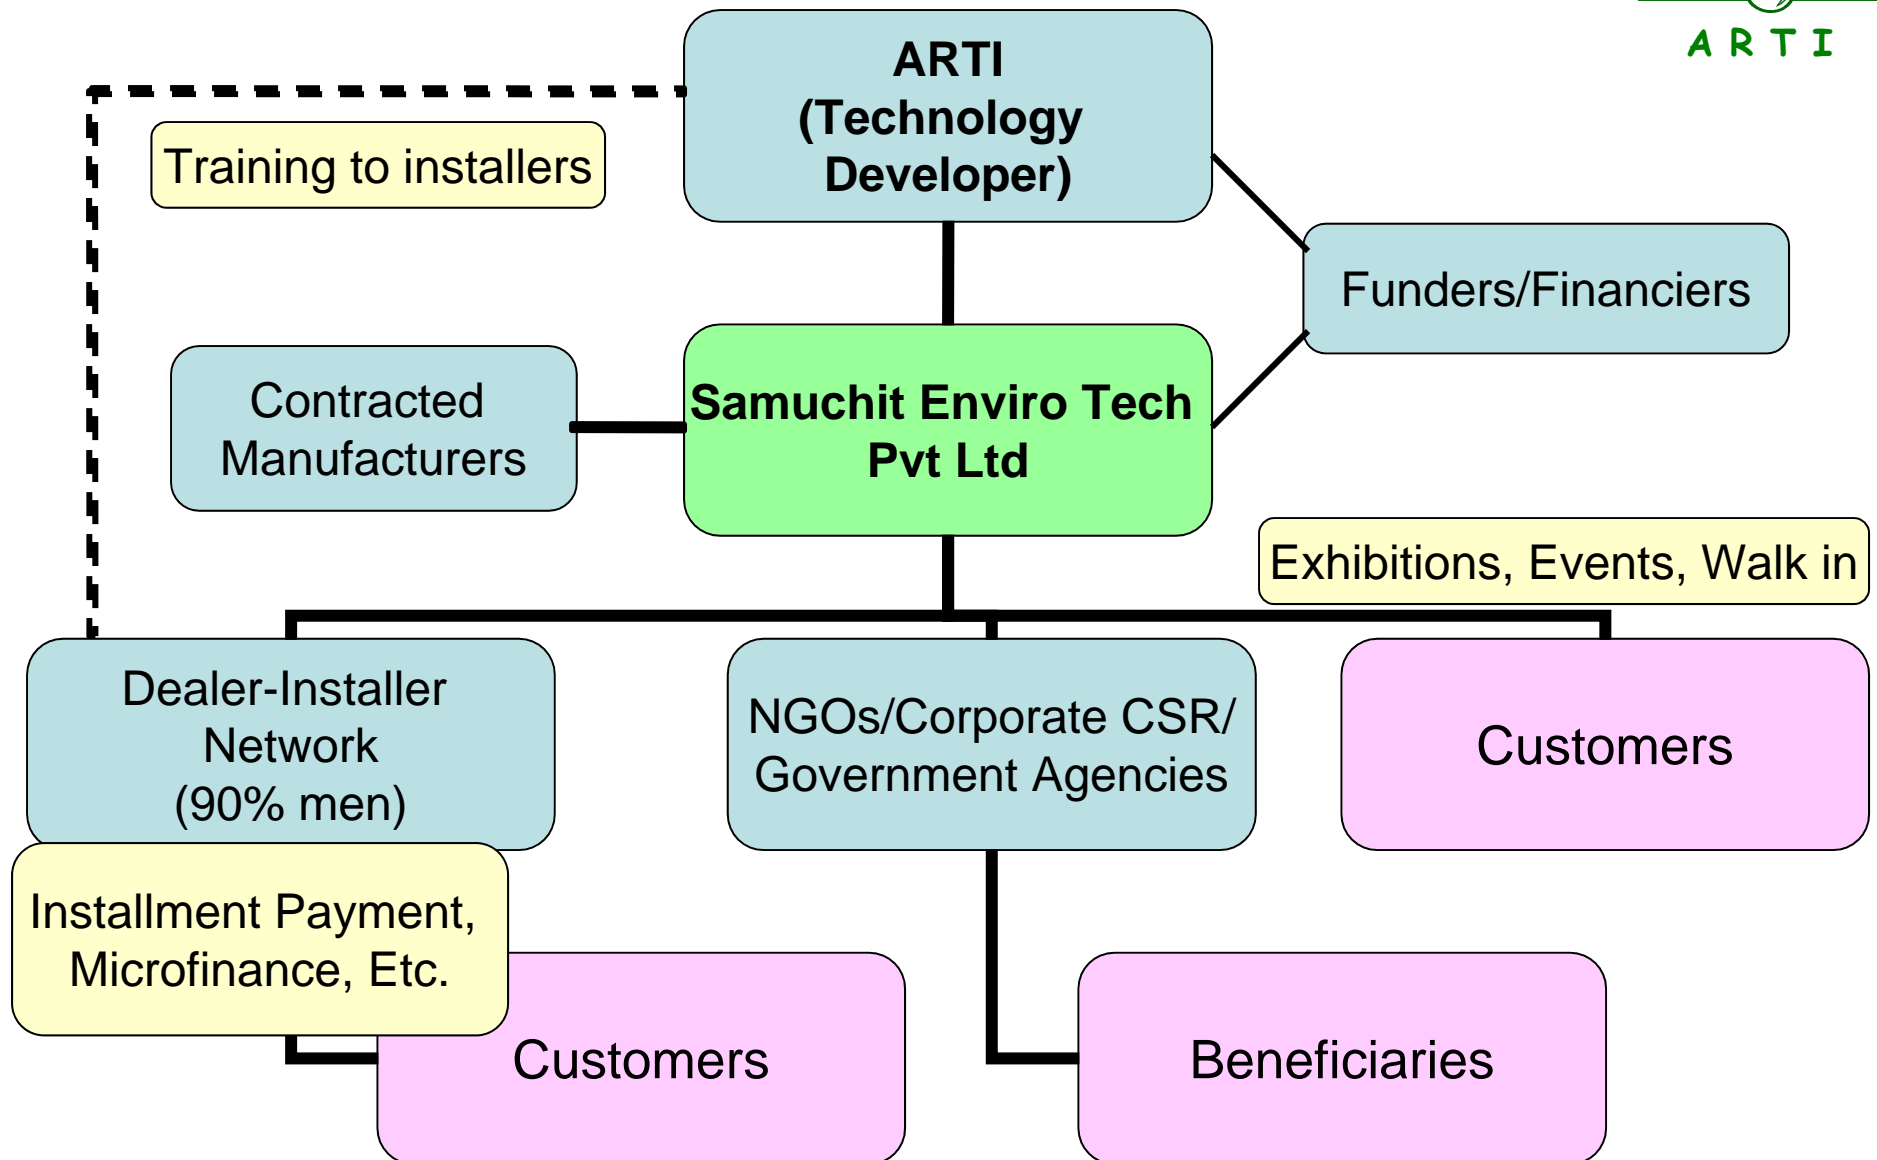 A R T I
ARTI
(Technology
Developer)
Training to installers
Funders/Financiers
Contracted
Manufacturers
Samuchit Enviro Tech
Pvt Ltd
Exhibitions, Events, Walk in
Dealer-Installer
Network
(90% men)
NGOs/Corporate CSR/
Government Agencies
Customers
Installment Payment,
Microfinance, Etc.
Customers
Beneficiaries